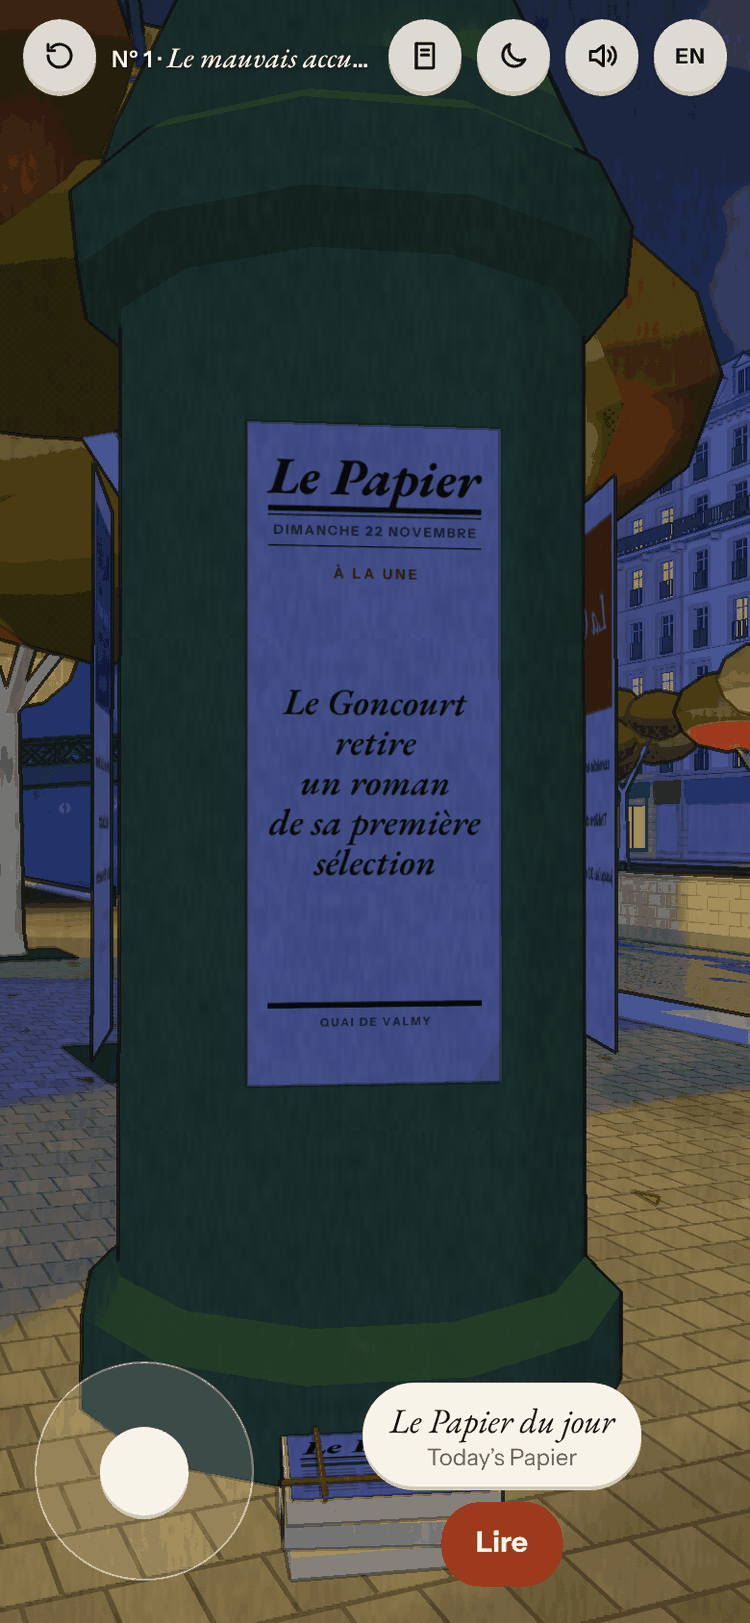 N° 1 · Le mauvais accu...
EN
Le Papier
DIMANCHE 22 NOVEMBRE
À LA UNE
Le Goncourt
retire
un roman
de sa première
sélection
QUAI DE VALMY
Le Papier du jour
Today's Papier
Lire